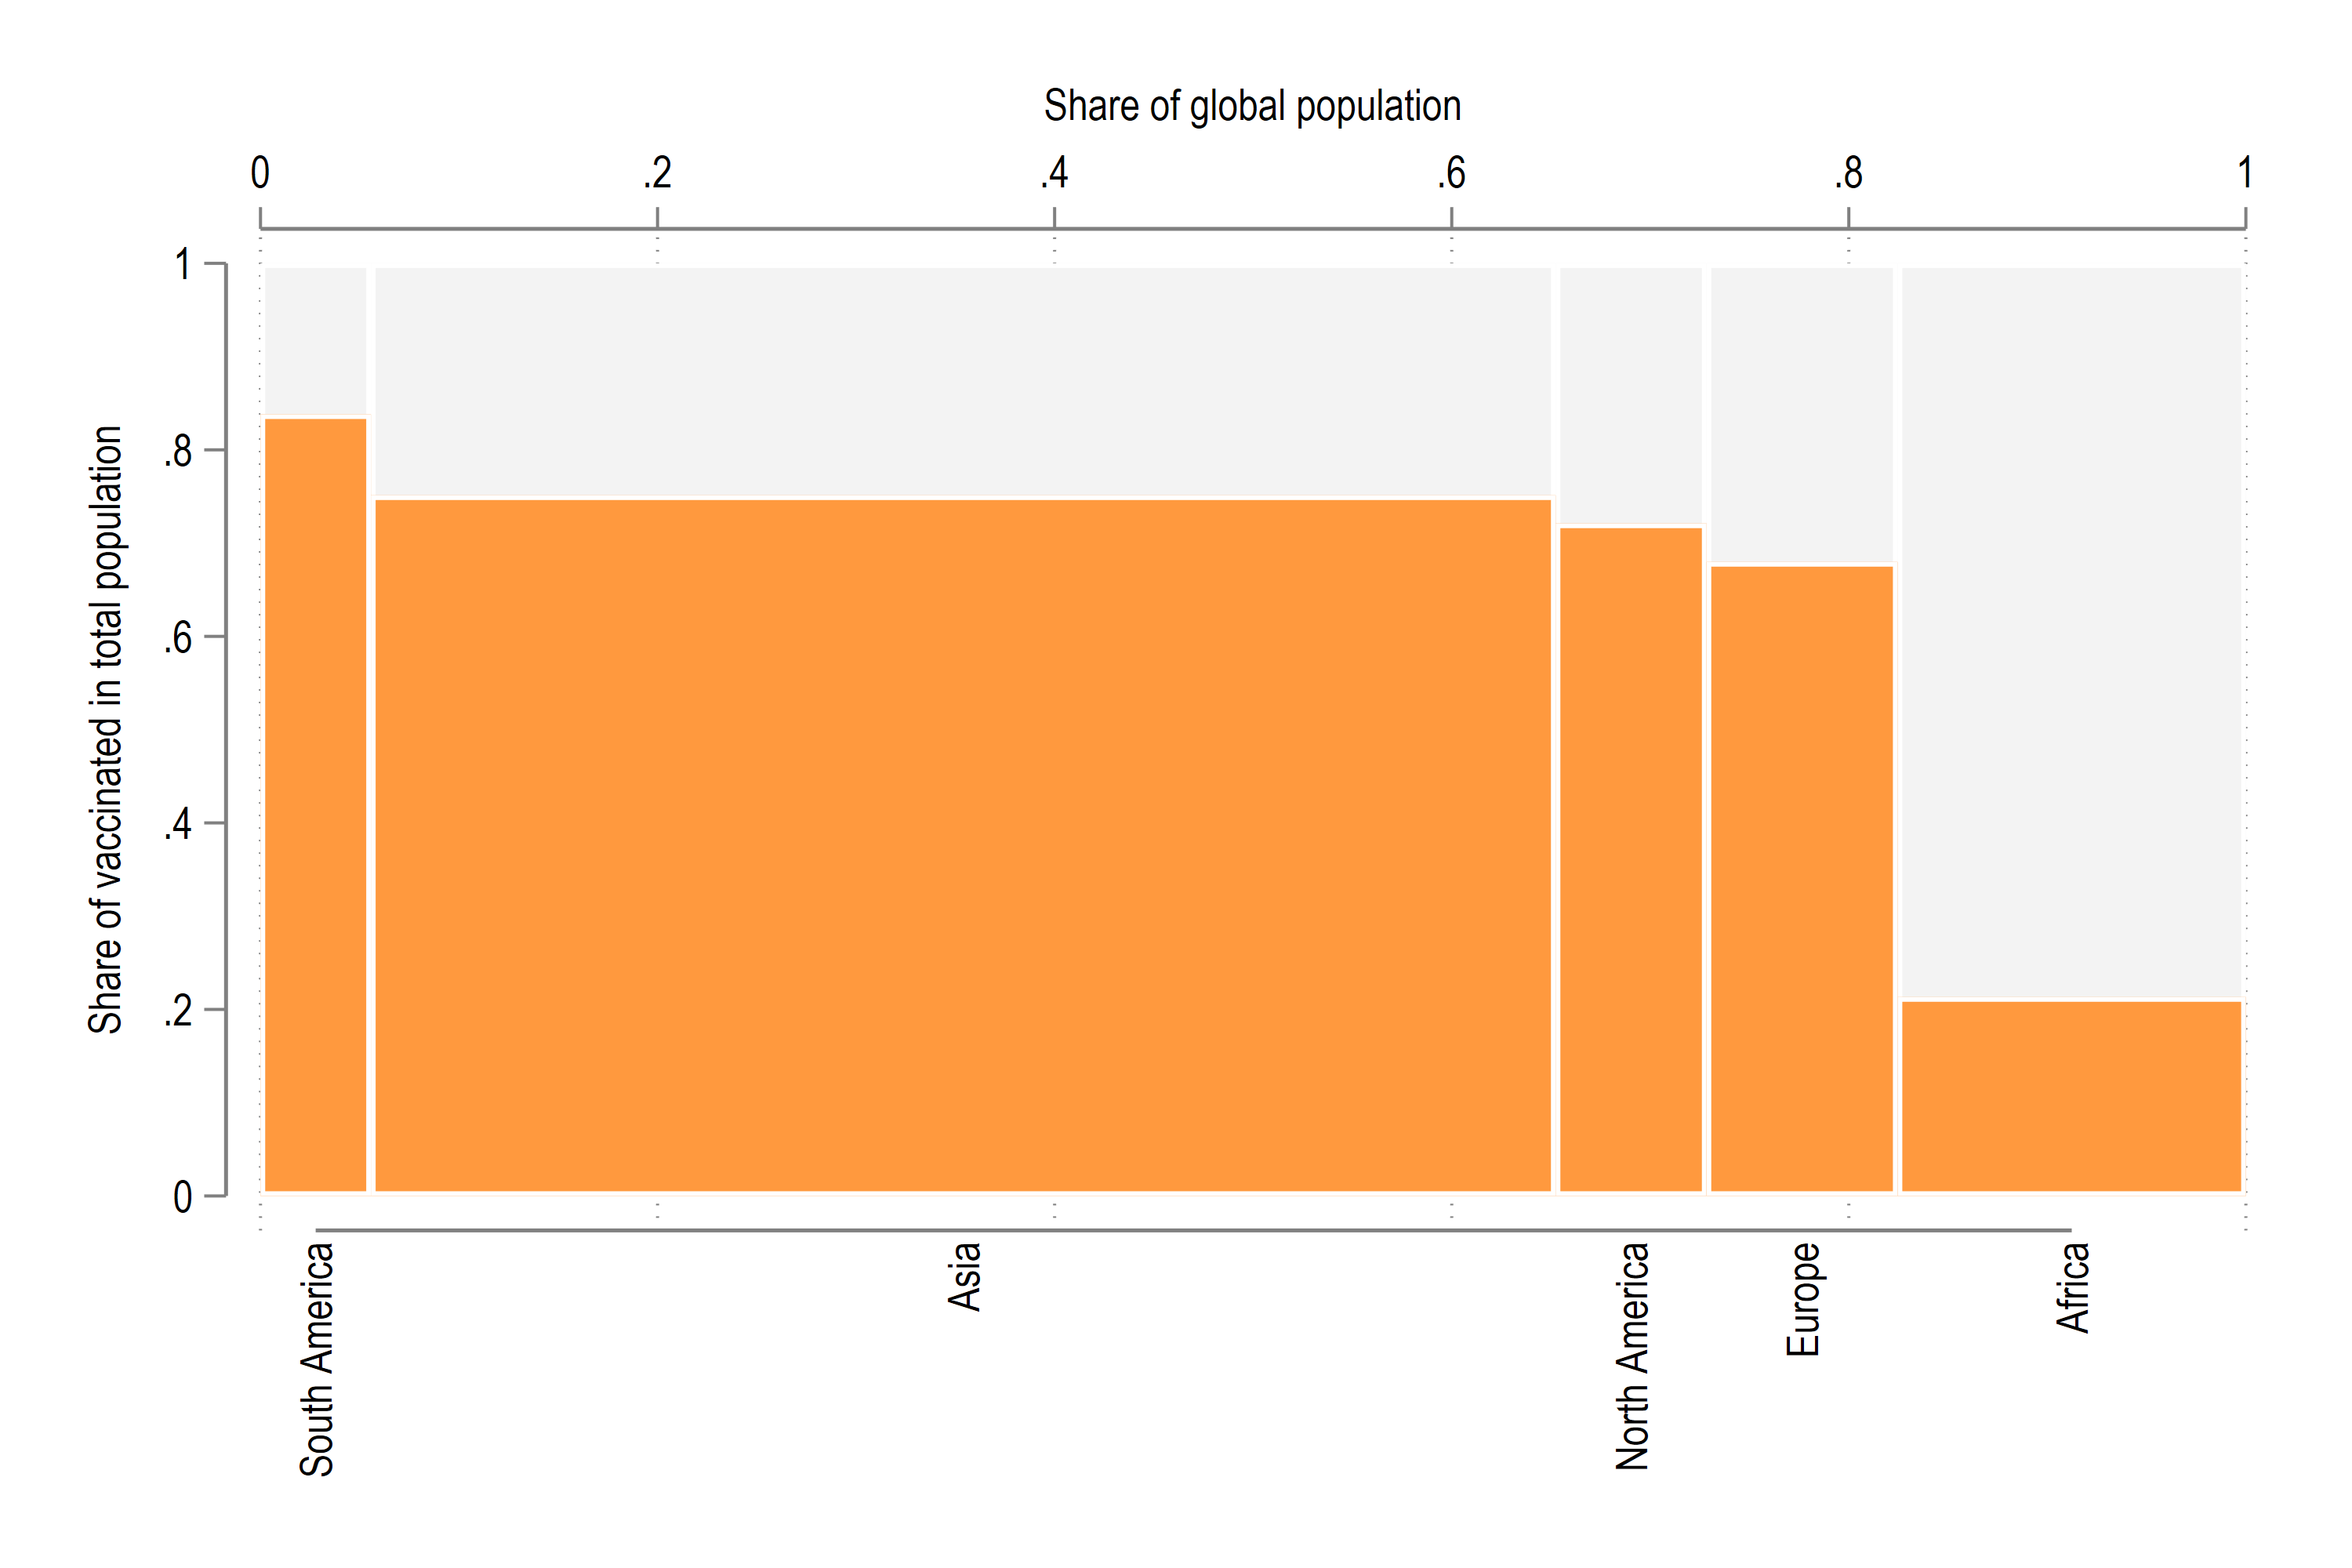 Share of global population
0 .2 .4 .6 .8 1
Share of vaccinated in total population
1
.8
.6
.4
.2
0
South America
Asia
North America
Europe
Africa